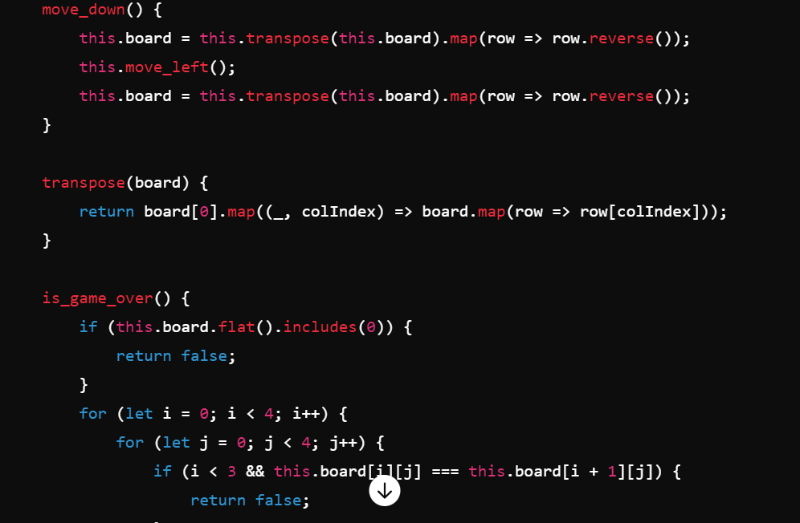 move_down() {
    this.board = this.transpose(this.board).map(row => row.reverse());
    this.move_left();
    this.board = this.transpose(this.board).map(row => row.reverse());
}
transpose(board) {
    return board[0].map((_, colIndex) => board.map(row => row[colIndex]));
}
is_game_over() {
    if (this.board.flat().includes(0)) {
        return false;
    }
    for (let i = 0; i < 4; i++) {
        for (let j = 0; j < 4; j++) {
            if (i < 3 && this.board[i][j] === this.board[i + 1][j]) {
                return false;